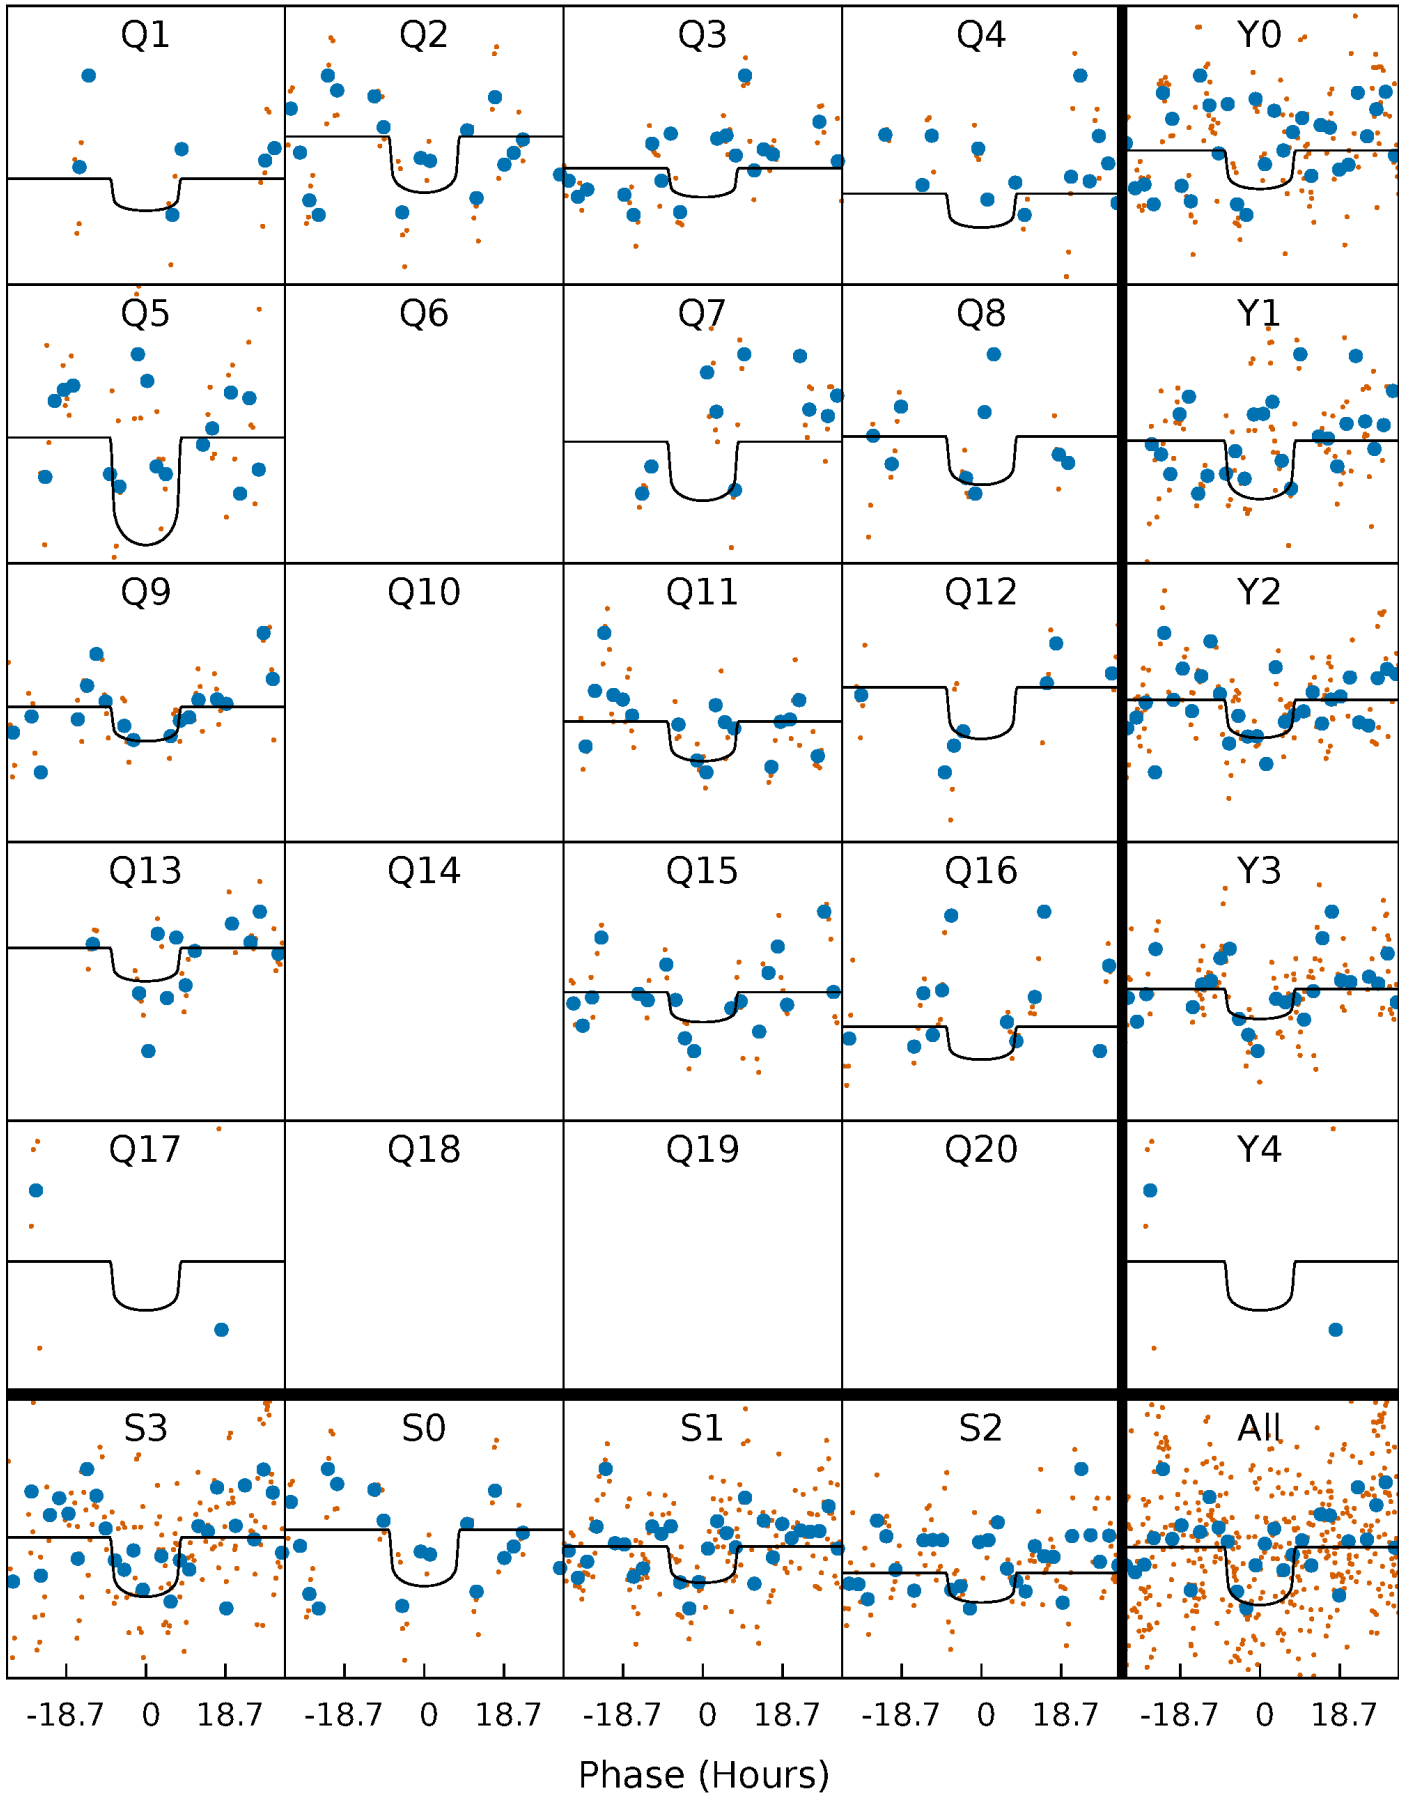 Q1 Q2 Q3 Q4 Y0
Q5 Q6 Q7 Q8 Y1
Q9 Q10 Q11 Q12 Y2
Q13 Q14 Q15 Q16 Y3
Q17 Q18 Q19 Q20 Y4
S3 S0 S1 S2 All
-18.7 0 18.7 -18.7 0 18.7 -18.7 0 18.7 -18.7 0 18.7 -18.7 0 18.7
Phase (Hours)